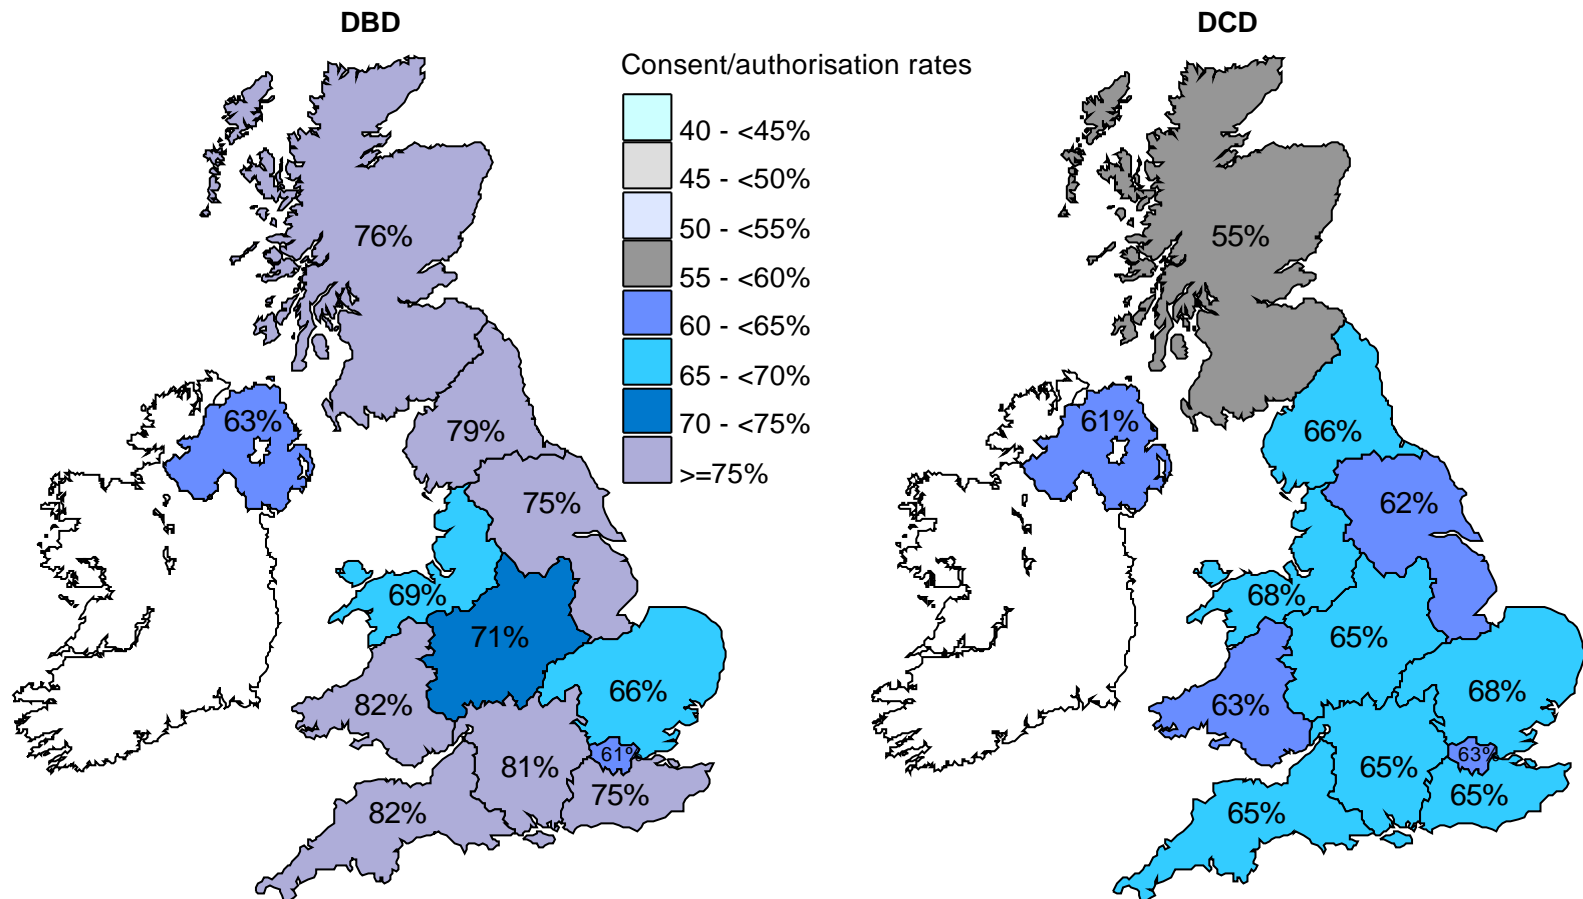 DBD
DCD
Consent/authorisation rates
40 - <45%
45 - <50%
50 - <55%
55 - <60%
60 - <65%
65 - <70%
70 - <75%
>=75%
76%
63%
79%
75%
69%
71%
66%
82%
61%
81%
75%
82%
55%
61%
66%
62%
68%
65%
68%
63%
63%
65%
65%
65%